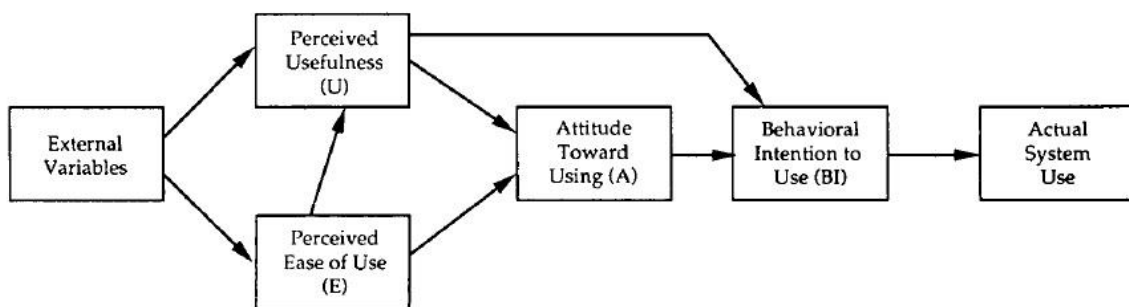 Perceived
Usefulness
(U)
External
Variables
Perceived
Ease of Use
(E)
Attitude
Toward
Using (A)
Behavioral
Intention to
Use (BI)
Actual
System
Use